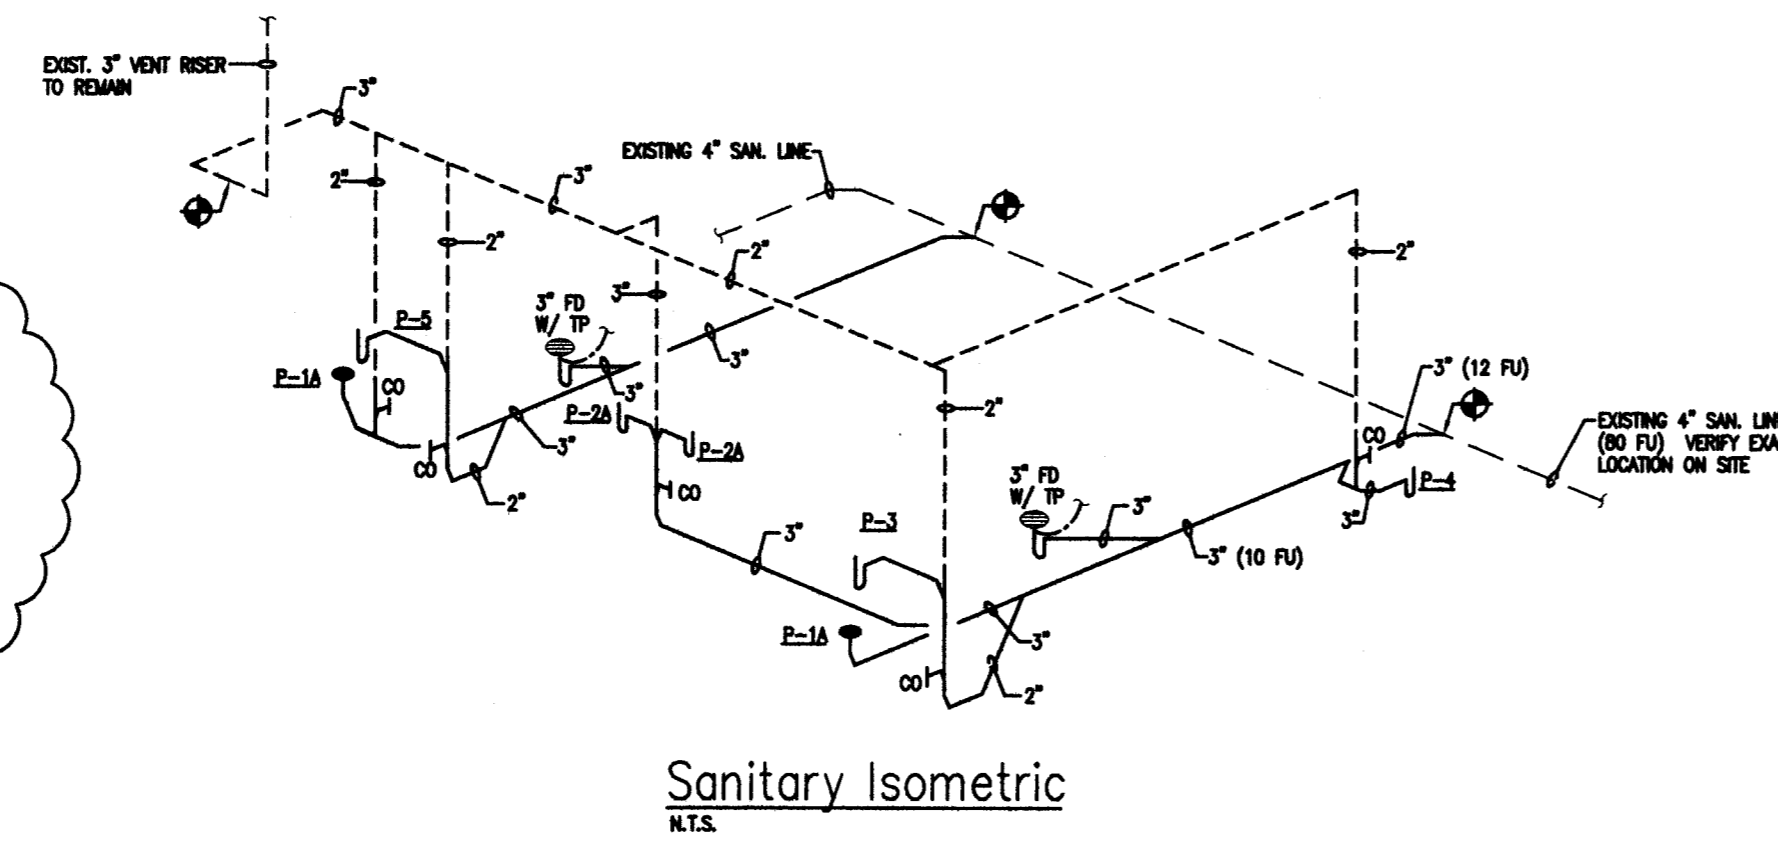 EXIST. 3" VENT RISER
TO REMAIN
3"
EXISTING 4" SAN. LINE
2"
3"
2"
2"
2"
3"
3" FD
W/ TP
P-5
3"
P-1A
CO
3"
P-2A
3"
CO
2"
P-2A
CO
2"
3" (12 FU)
CO
EXISTING 4" SAN. LIN
(80 FU) VERIFY EXA
LOCATION ON SITE
P-4
3"
3" FD
W/ TP
3"
P-3
3"
3" (10 FU)
P-1A
3"
CO
2"
Sanitary Isometric
N.T.S.